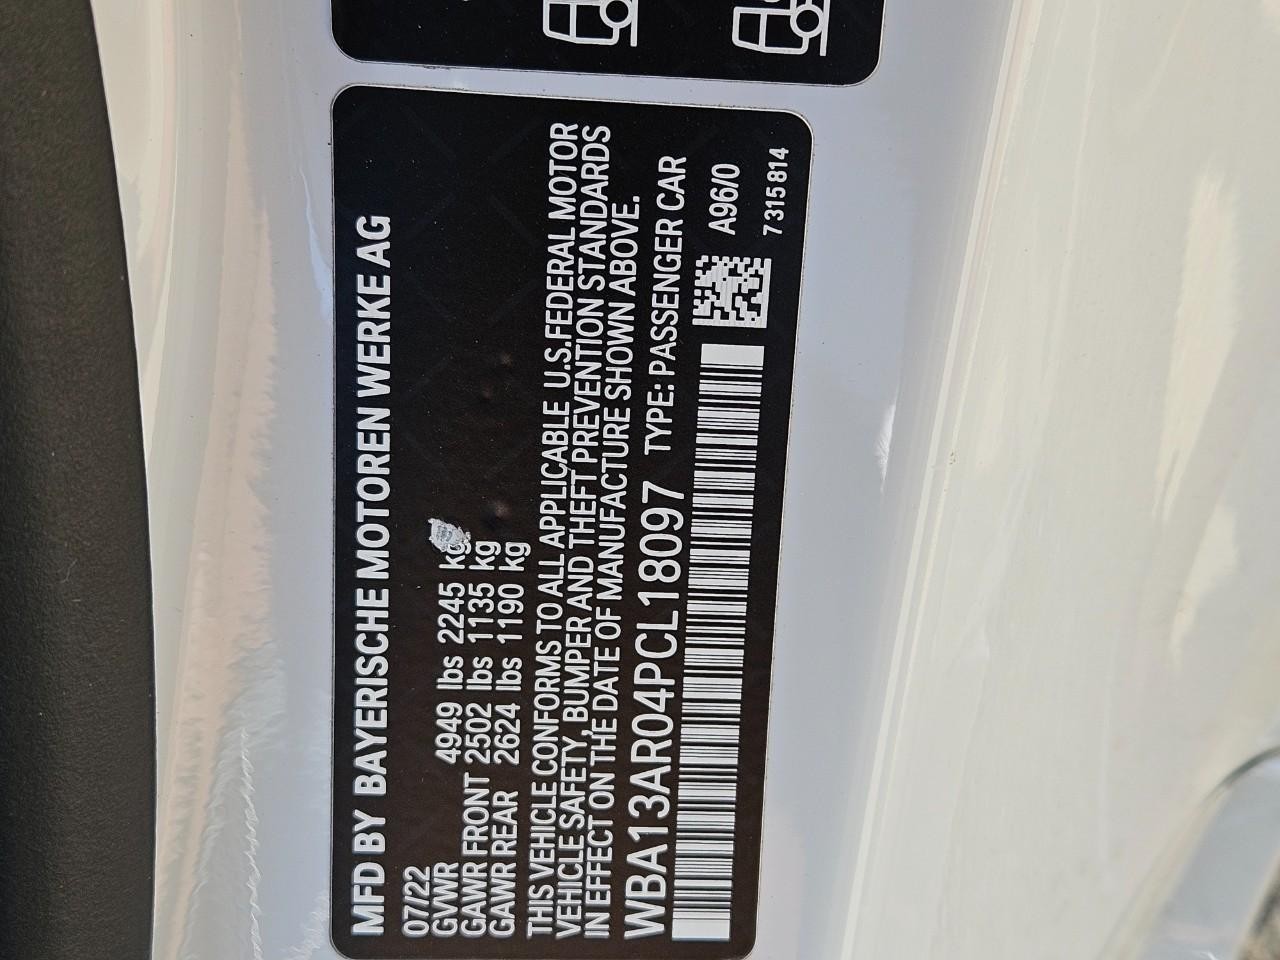 MFD BY BAYERISCHE MOTOREN WERKE AG
07/22
GVWR 4949 lbs 2245 kg
GAWR FRONT 2502 lbs 1135 kg
GAWR REAR 2624 lbs 1190 kg
THIS VEHICLE CONFORMS TO ALL APPLICABLE U.S.FEDERAL MOTOR
VEHICLE SAFETY, BUMPER AND THEFT PREVENTION STANDARDS
IN EFFECT ON THE DATE OF MANUFACTURE SHOWN ABOVE.
WBA13AR04PCL18097 TYPE: PASSENGER CAR
A96/0
7315814